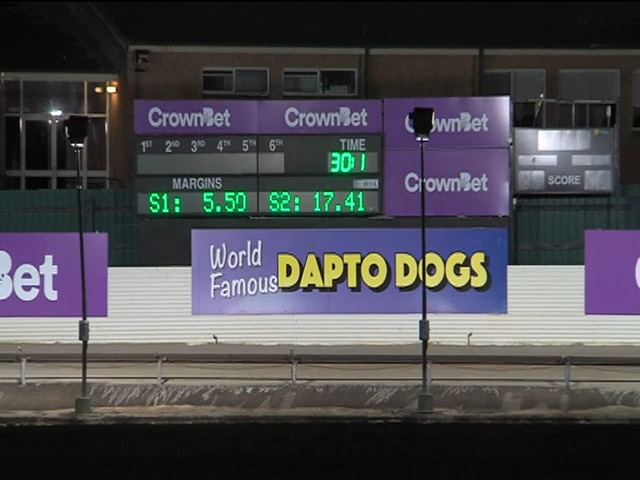 CrownBet CrownBet CrownBet
1ST 2ND 3RD 4TH 5TH 6TH TIME
30:1
CrownBet
MARGINS
SCORE
S1: 5.50 S2: 17.41
World
Famous DAPTO DOGS
Bet